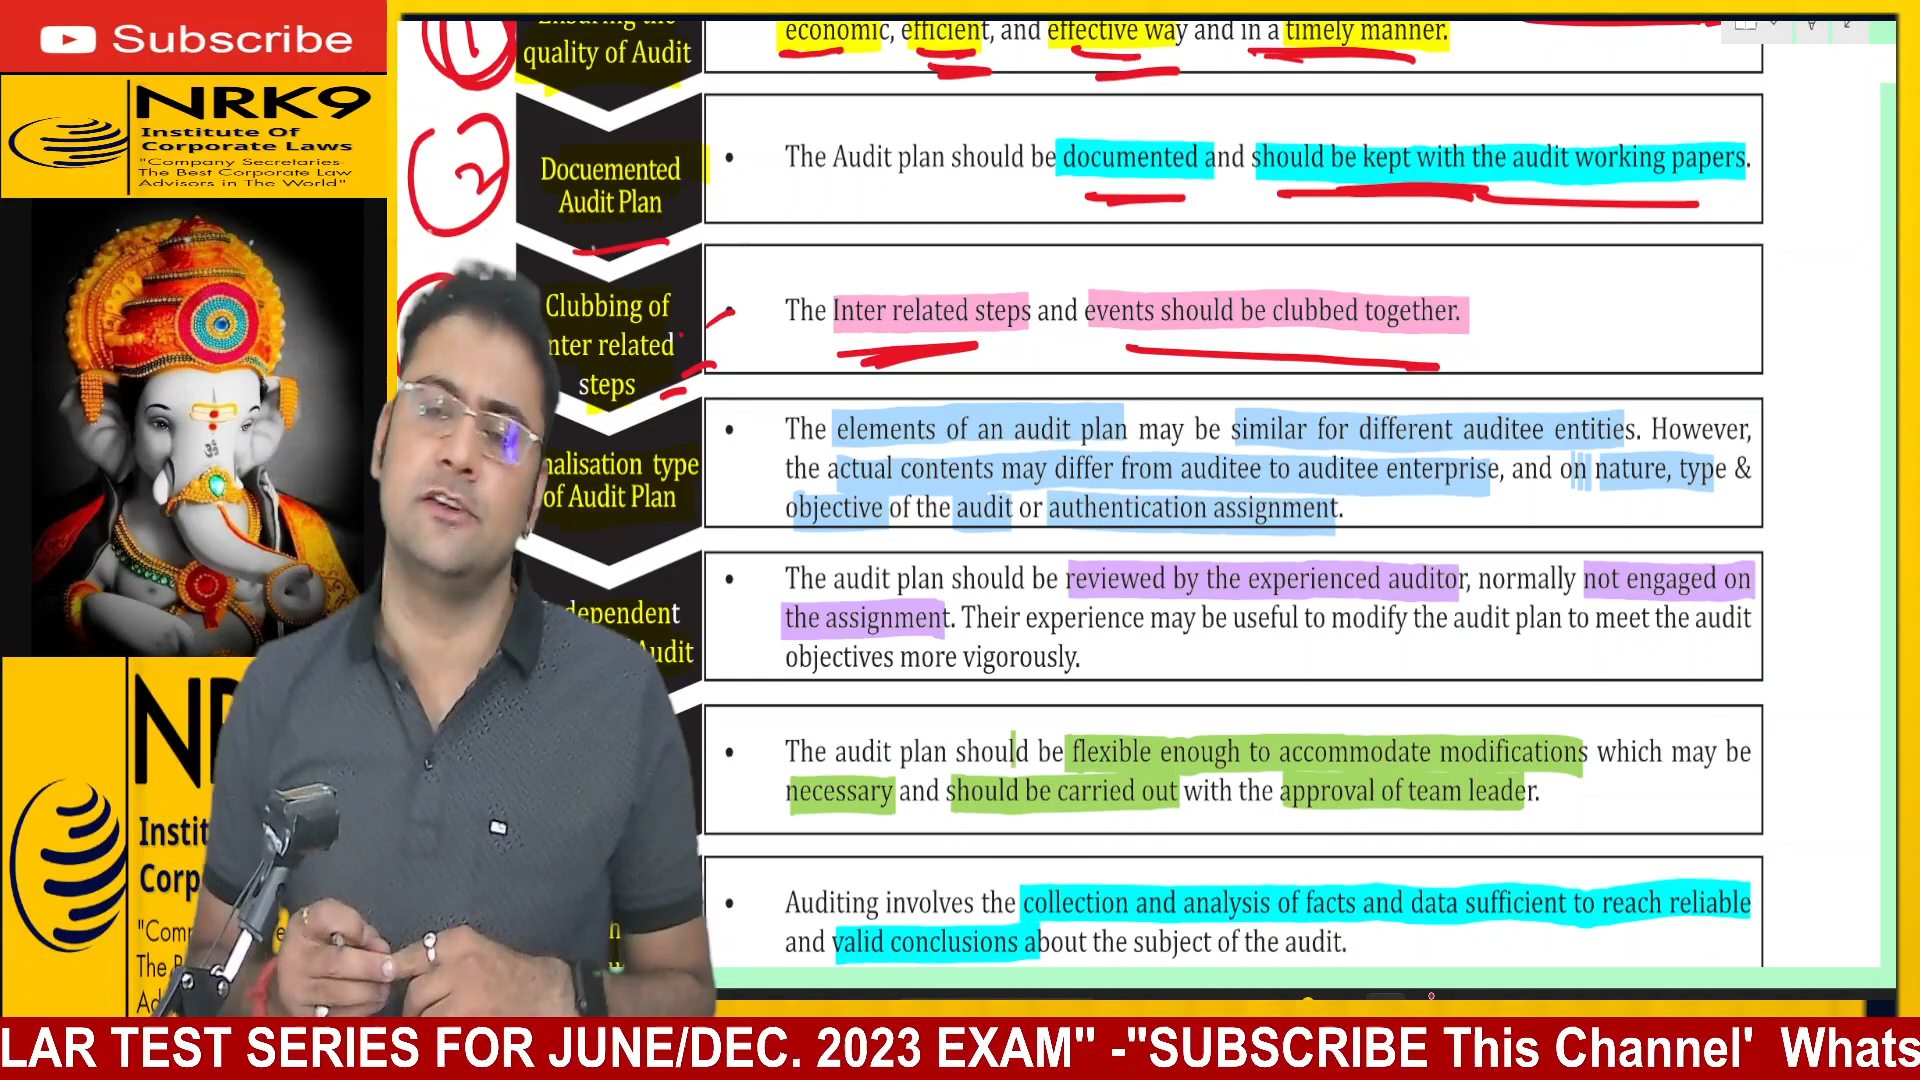 Subscribe
NRK9
Institute Of
Corporate Laws
"Company Secretaries-
The Best Corporate Law
Advisors in The World"
Ensuring the
quality of Audit
economic, efficient, and effective way and in a timely manner.
1
2
Docuemented
Audit Plan
• The Audit plan should be documented and should be kept with the audit working papers.
Clubbing of
nter related
steps
• The Inter related steps and events should be clubbed together.
nalisation type
of Audit Plan
• The elements of an audit plan may be similar for different auditee entities. However,
the actual contents may differ from auditee to auditee enterprise, and on nature, type &
objective of the audit or authentication assignment.
dependent
Audit
• The audit plan should be reviewed by the experienced auditor, normally not engaged on
the assignment. Their experience may be useful to modify the audit plan to meet the audit
objectives more vigorously.
• The audit plan should be flexible enough to accommodate modifications which may be
necessary and should be carried out with the approval of team leader.
• Auditing involves the collection and analysis of facts and data sufficient to reach reliable
and valid conclusions about the subject of the audit.
N
Instit
Corp
"Com
The B
Ad
LAR TEST SERIES FOR JUNE/DEC. 2023 EXAM" -"SUBSCRIBE This Channel' Whats